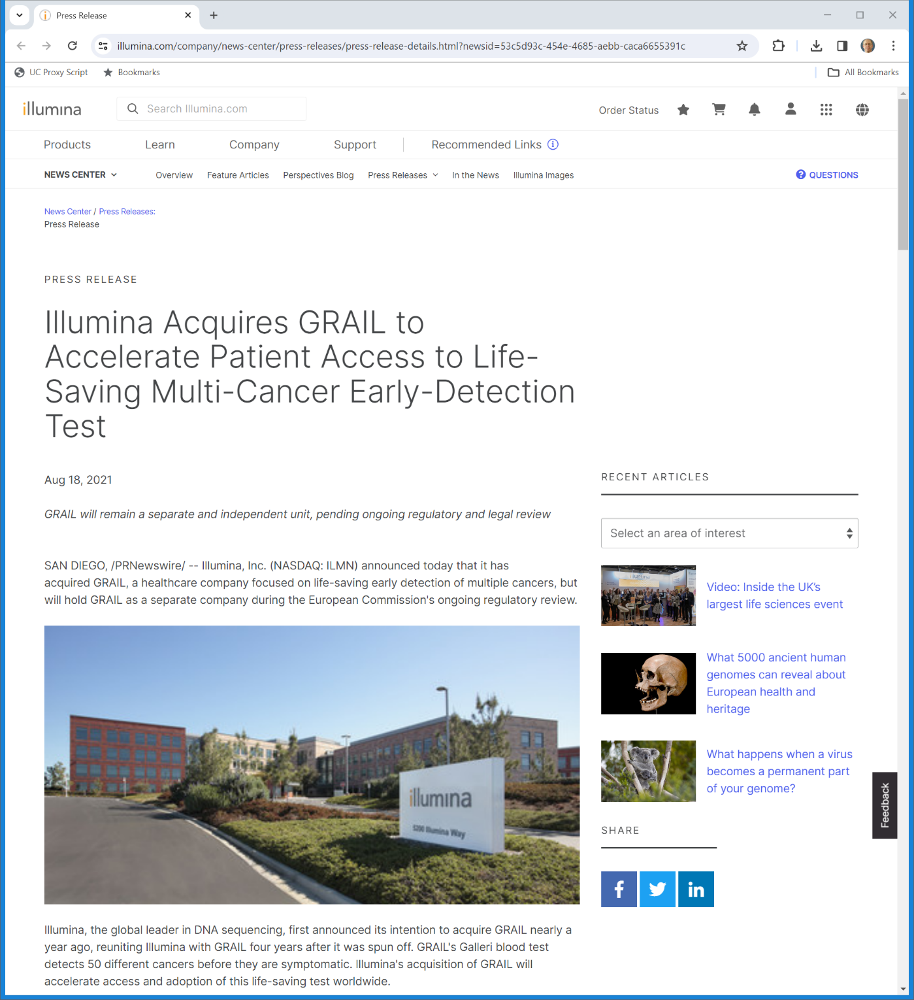 Press Release
illumina.com/company/news-center/press-releases/press-release-details.html?newsid=53c5d93c-454e-4685-aebb-caca6655391c
UC Proxy Script
Bookmarks
All Bookmarks
illumina
Search Illumina.com
Order Status
Products
Learn
Company
Support
Recommended Links
NEWS CENTER
Overview
Feature Articles
Perspectives Blog
Press Releases
In the News
Illumina Images
QUESTIONS
News Center / Press Releases:
Press Release
PRESS RELEASE
Illumina Acquires GRAIL to
Accelerate Patient Access to Life-
Saving Multi-Cancer Early-Detection
Test
Aug 18, 2021
GRAIL will remain a separate and independent unit, pending ongoing regulatory and legal review
SAN DIEGO, /PRNewswire/ -- Illumina, Inc. (NASDAQ: ILMN) announced today that it has
acquired GRAIL, a healthcare company focused on life-saving early detection of multiple cancers, but
will hold GRAIL as a separate company during the European Commission's ongoing regulatory review.
illumina
5200 Illumina Way
Illumina, the global leader in DNA sequencing, first announced its intention to acquire GRAIL nearly a
year ago, reuniting Illumina with GRAIL four years after it was spun off. GRAIL's Galleri blood test
detects 50 different cancers before they are symptomatic. Illumina's acquisition of GRAIL will
accelerate access and adoption of this life-saving test worldwide.
RECENT ARTICLES
Select an area of interest
illumina
Video: Inside the UK's
largest life sciences event
What 5000 ancient human
genomes can reveal about
European health and
heritage
What happens when a virus
becomes a permanent part
of your genome?
SHARE
f
in
Feedback